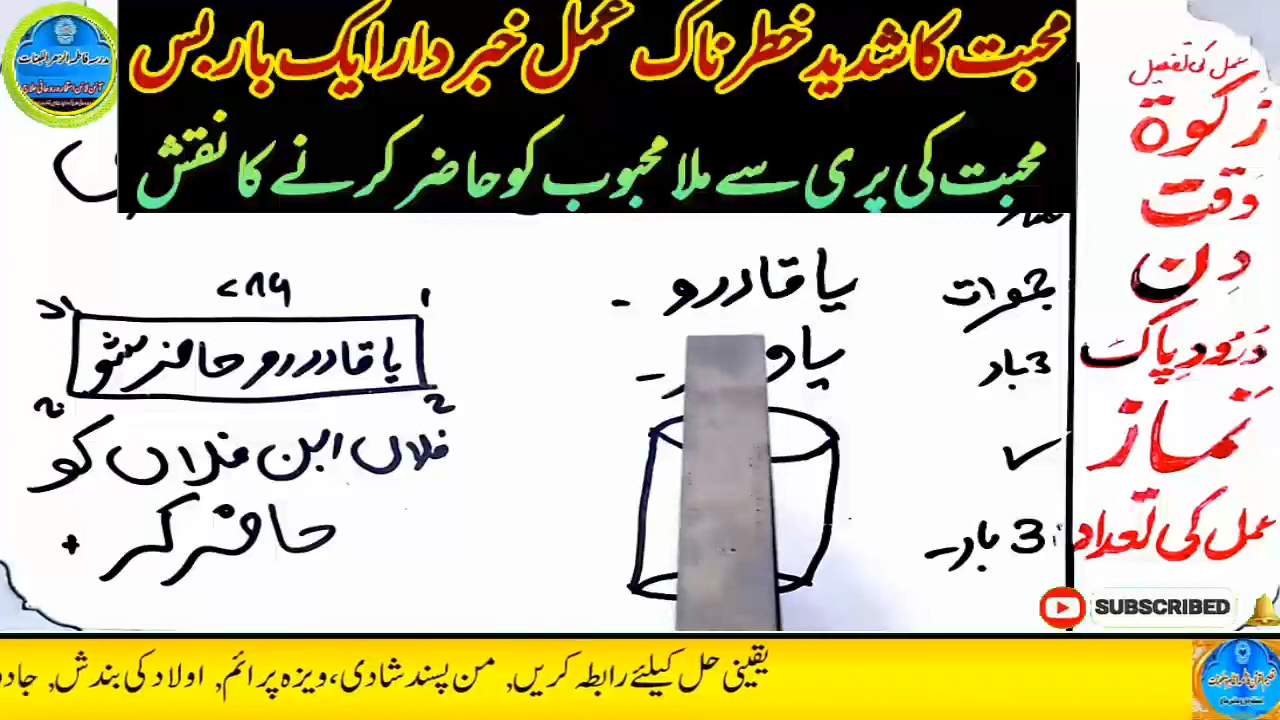 محبت کا شدید خطرناک عمل خبردار ایک بار بس
محبت کی پری سے ملا محبوب کو حاضر کرنے کا نقش
عمل کی تفصیل
زکوۃ
وقت
دن
درود پاک
نماز
عمل کی تعداد
جمعرات
3 بار
✓
3 بار۔
یا قادرو ۔
یا
یا قادررو حاضر شو
فلاں ابن فلاں کو
حاضر کر
SUBSCRIBED
یقینی حل کیلئے رابطہ کریں, من پسند شادی، ویزہ پرائم, اولاد کی بندش, جادو